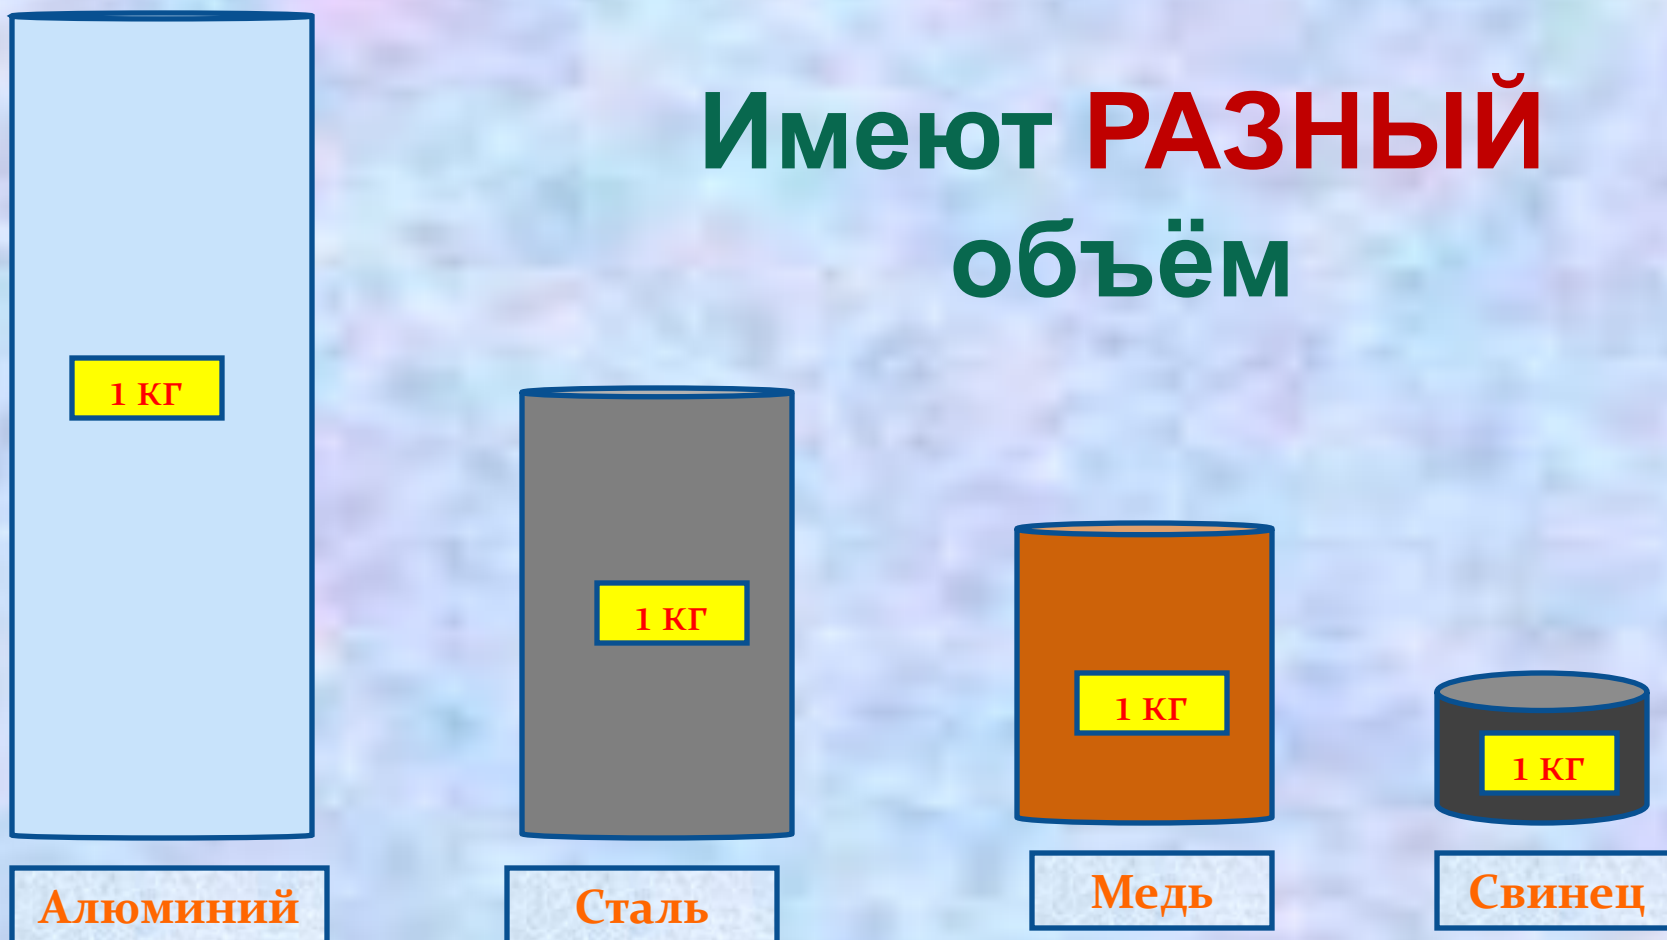 Имеют РАЗНЫЙ
объём
1 кг
1 кг
1 кг
1 кг
Алюминий
Сталь
Медь
Свинец